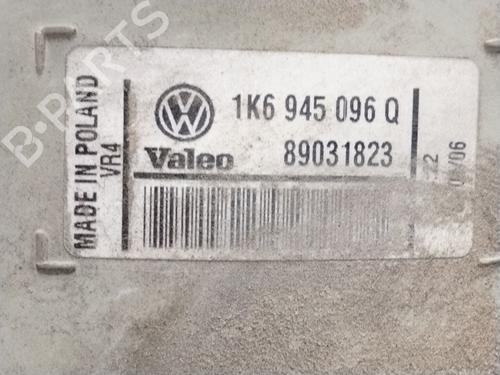 B-PARTS
MADE IN POLAND
VR4
1K6 945 096 Q
Valeo
89031823